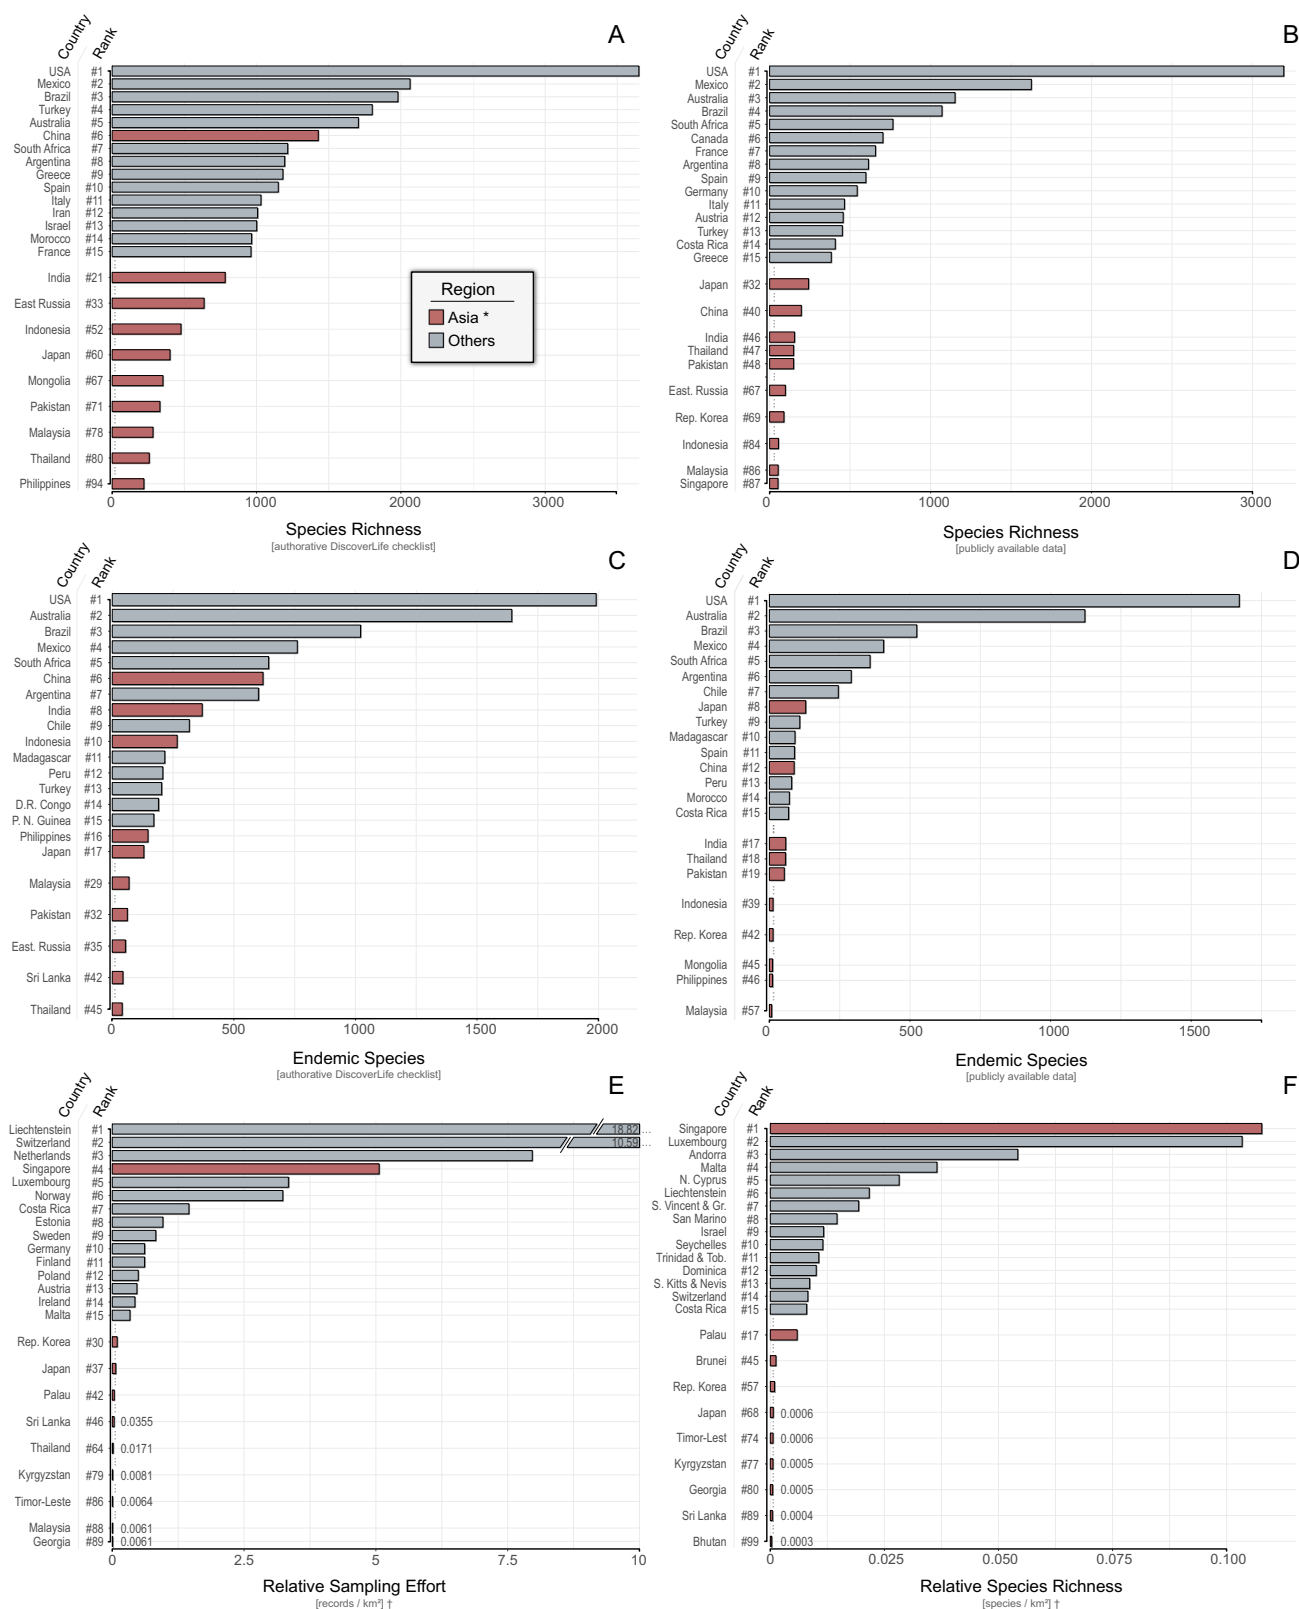 A
Country Rank
USA #1
Mexico #2
Brazil #3
Turkey #4
Australia #5
China #6
South Africa #7
Argentina #8
Greece #9
Spain #10
Italy #11
Iran #12
Israel #13
Morocco #14
France #15
India #21
East Russia #33
Indonesia #52
Japan #60
Mongolia #67
Pakistan #71
Malaysia #78
Thailand #80
Philippines #94
Region
Asia *
Others
0 1000 2000 3000
Species Richness
[authorative DiscoverLife checklist]
B
Country Rank
USA #1
Mexico #2
Australia #3
Brazil #4
South Africa #5
Canada #6
France #7
Argentina #8
Spain #9
Germany #10
Italy #11
Austria #12
Turkey #13
Costa Rica #14
Greece #15
Japan #32
China #40
India #46
Thailand #47
Pakistan #48
East. Russia #67
Rep. Korea #69
Indonesia #84
Malaysia #86
Singapore #87
0 1000 2000 3000
Species Richness
[publicly available data]
C
Country Rank
USA #1
Australia #2
Brazil #3
Mexico #4
South Africa #5
China #6
Argentina #7
India #8
Chile #9
Indonesia #10
Madagascar #11
Peru #12
Turkey #13
D.R. Congo #14
P. N. Guinea #15
Philippines #16
Japan #17
Malaysia #29
Pakistan #32
East. Russia #35
Sri Lanka #42
Thailand #45
0 500 1000 1500 2000
Endemic Species
[authorative DiscoverLife checklist]
D
Country Rank
USA #1
Australia #2
Brazil #3
Mexico #4
South Africa #5
Argentina #6
Chile #7
Japan #8
Turkey #9
Madagascar #10
Spain #11
China #12
Peru #13
Morocco #14
Costa Rica #15
India #17
Thailand #18
Pakistan #19
Indonesia #39
Rep. Korea #42
Mongolia #45
Philippines #46
Malaysia #57
0 500 1000 1500
Endemic Species
[publicly available data]
E
Country Rank
Liechtenstein #1 18.82 ...
Switzerland #2 10.59 ...
Netherlands #3
Singapore #4
Luxembourg #5
Norway #6
Costa Rica #7
Estonia #8
Sweden #9
Germany #10
Finland #11
Poland #12
Austria #13
Ireland #14
Malta #15
Rep. Korea #30
Japan #37
Palau #42
Sri Lanka #46 0.0355
Thailand #64 0.0171
Kyrgyzstan #79 0.0081
Timor-Leste #86 0.0064
Malaysia #88 0.0061
Georgia #89 0.0061
0 2.5 5 7.5 10
Relative Sampling Effort
[records / km²] †
F
Country Rank
Singapore #1
Luxembourg #2
Andorra #3
Malta #4
N. Cyprus #5
Liechtenstein #6
S. Vincent & Gr. #7
San Marino #8
Israel #9
Seychelles #10
Trinidad & Tob. #11
Dominica #12
S. Kitts & Nevis #13
Switzerland #14
Costa Rica #15
Palau #17
Brunei #45
Rep. Korea #57
Japan #68 0.0006
Timor-Lest #74 0.0006
Kyrgyzstan #77 0.0005
Georgia #80 0.0005
Sri Lanka #89 0.0004
Bhutan #99 0.0003
0 0.025 0.050 0.075 0.100
Relative Species Richness
[species / km²] †